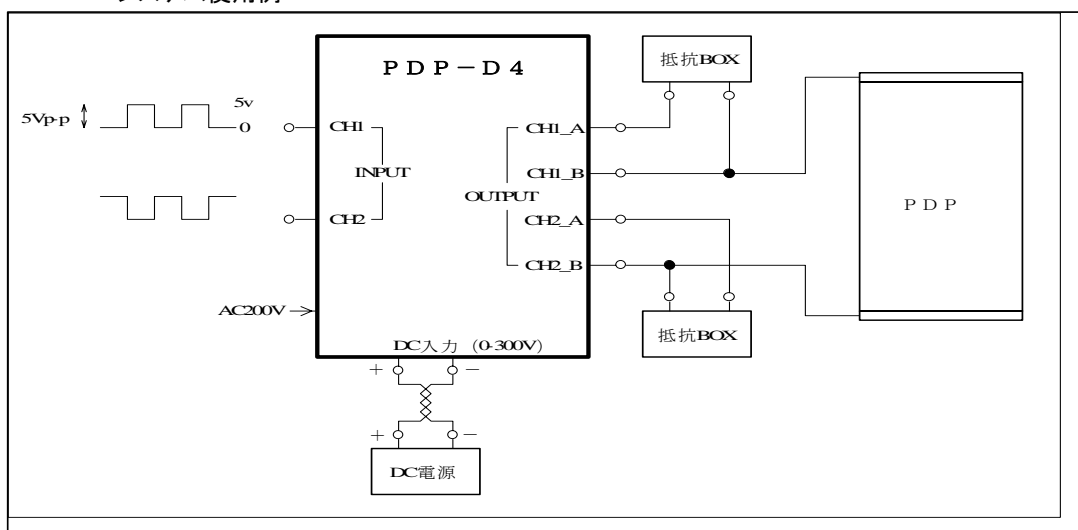 ＰＤＰ－Ｄ４
抵抗BOX
5Vp-p
5v
0
CH1
INPUT
CH2
CH1_A
CH1_B
OUTPUT
CH2_A
CH2_B
ＰＤＰ
AC200V
抵抗BOX
DC入力 (0-300V)
＋
－
＋
－
DC電源